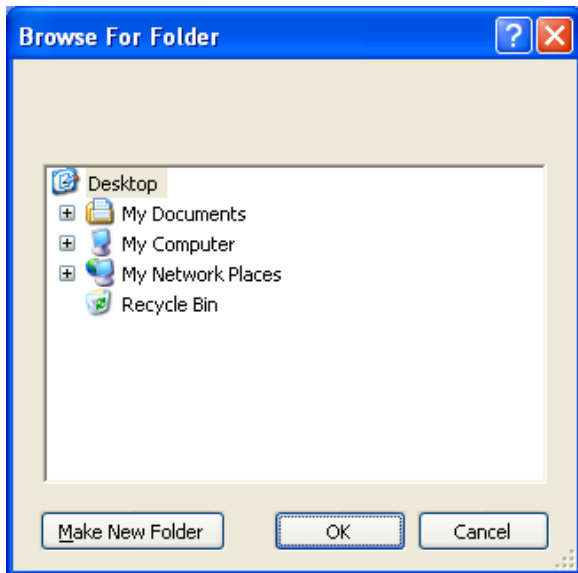 Browse For Folder
Desktop
My Documents
My Computer
My Network Places
Recycle Bin
Make New Folder OK Cancel